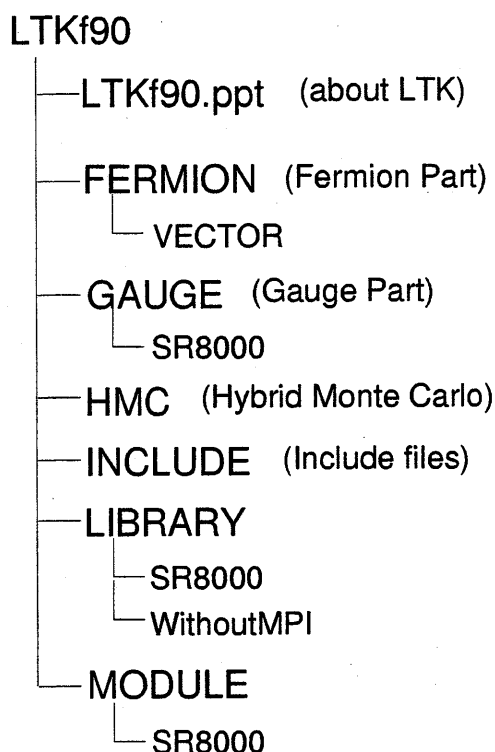 LTKf90
LTKf90.ppt (about LTK)
FERMION (Fermion Part)
VECTOR
GAUGE (Gauge Part)
SR8000
HMC (Hybrid Monte Carlo)
INCLUDE (Include files)
LIBRARY
SR8000
WithoutMPI
MODULE
SR8000